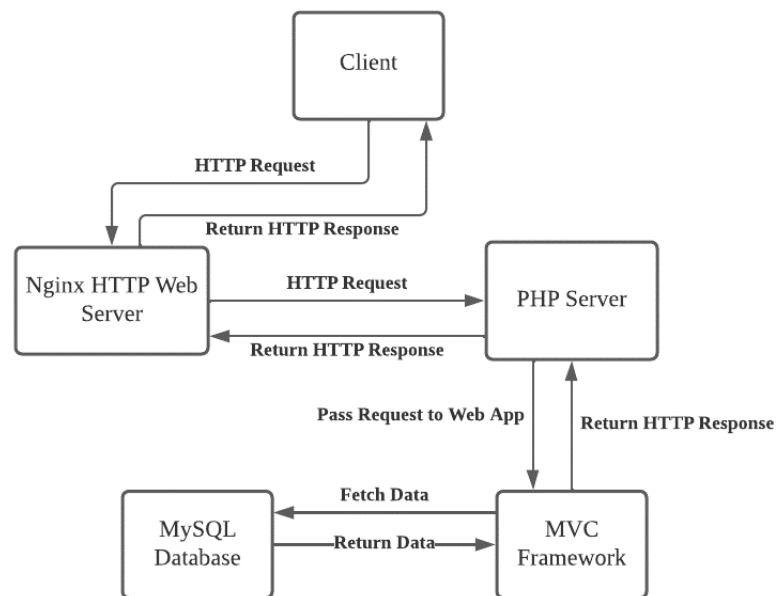 Client
HTTP Request
Return HTTP Response
Nginx HTTP Web
Server
HTTP Request
PHP Server
Return HTTP Response
Pass Request to Web App
Return HTTP Response
Fetch Data
MySQL
Database
Return Data
MVC
Framework